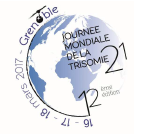 16 - 17 - 18 mars 2017 - Grenoble
JOURNEE
MONDIALE
DE LA
TRISOMIE 21
12 ème
édition